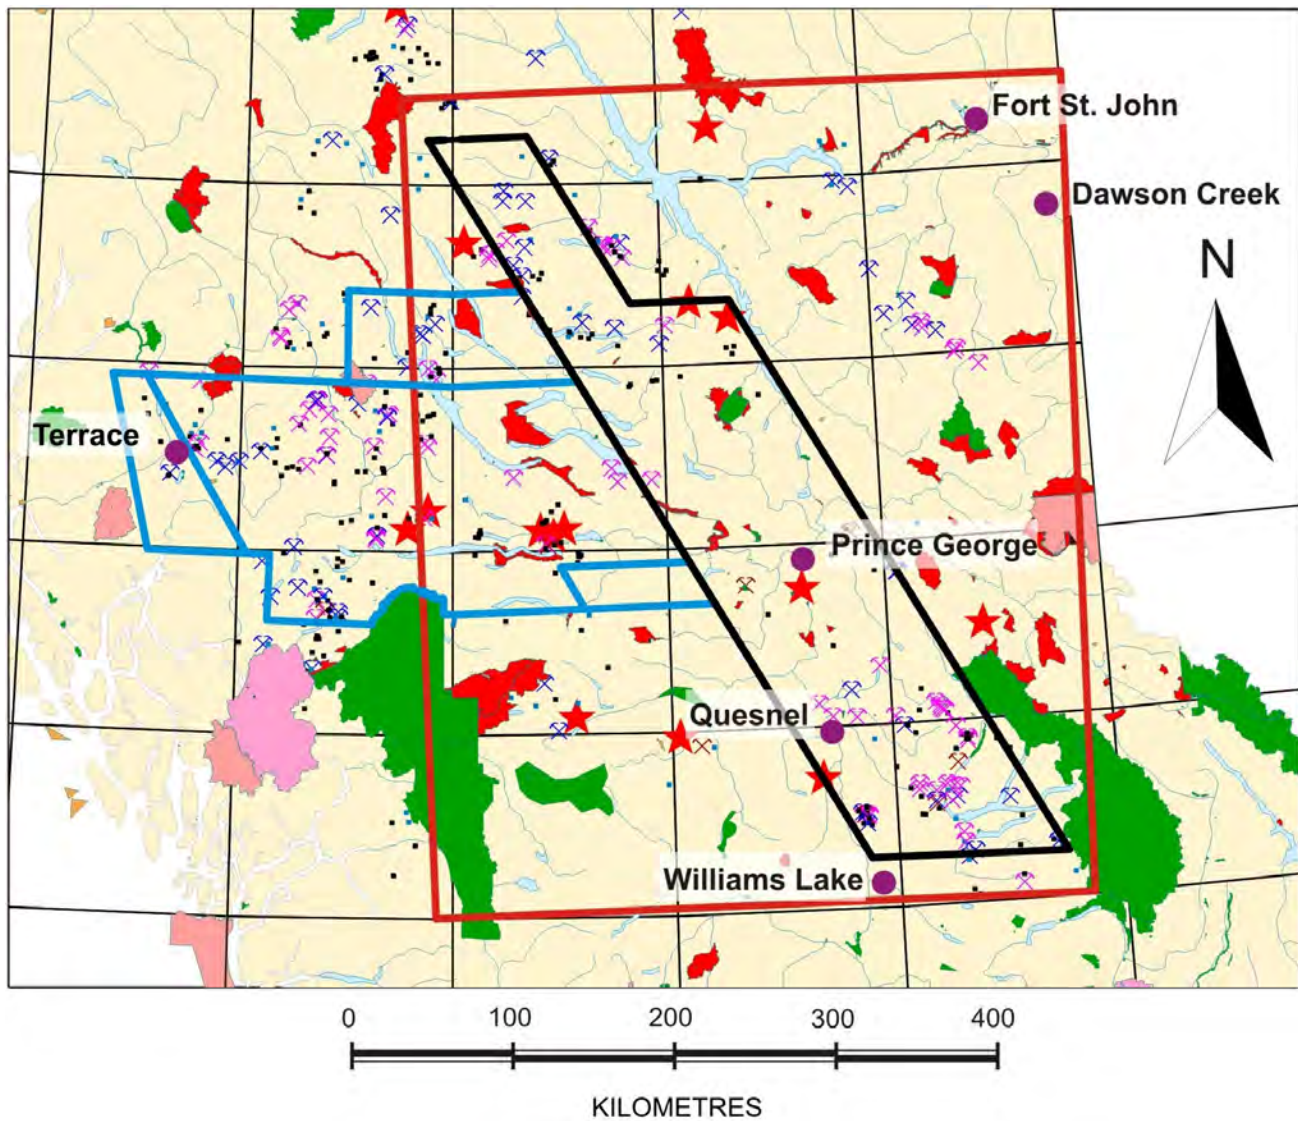 Fort St. John
Dawson Creek
N
Terrace
Prince George
Quesnel
Williams Lake
0 100 200 300 400
KILOMETRES